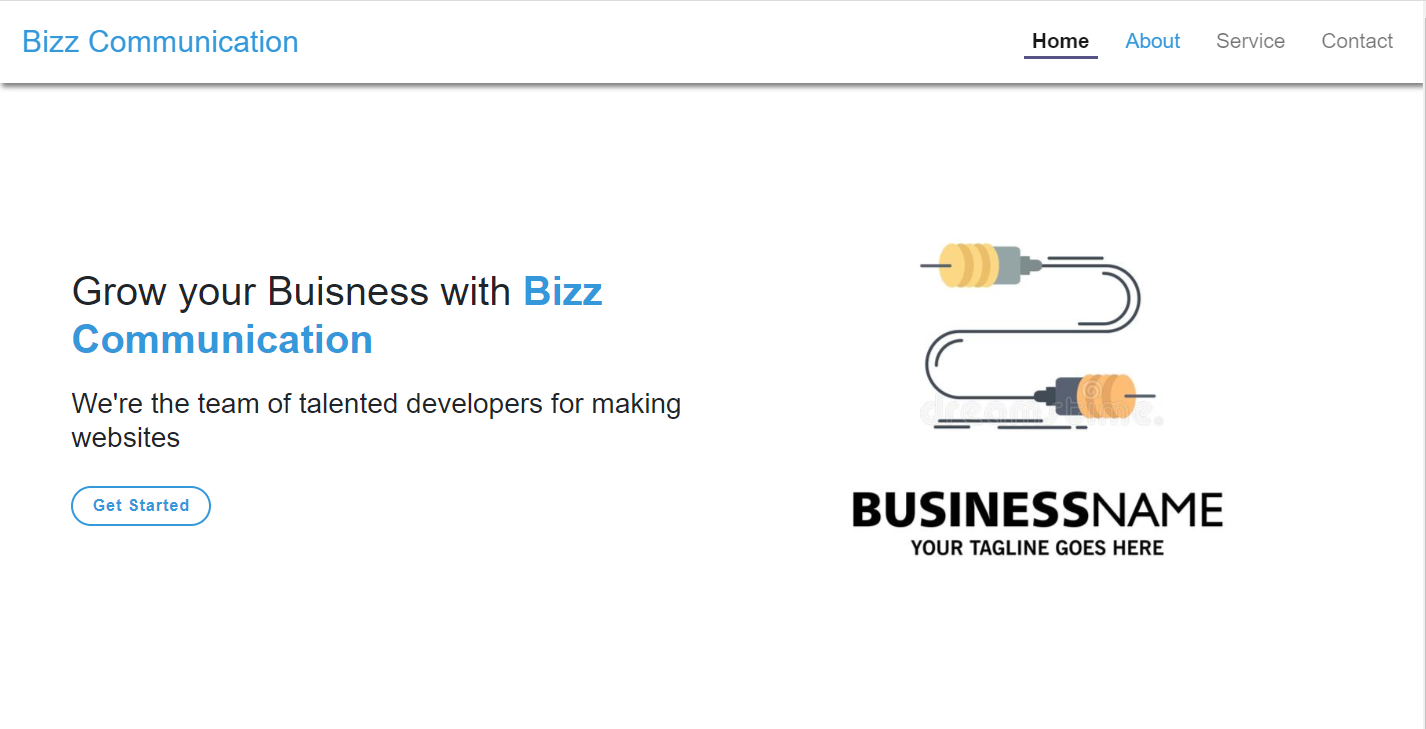 Bizz Communication
Home About Service Contact
Grow your Buisness with Bizz
Communication
We're the team of talented developers for making
websites
Get Started
dreamstime.
BUSINESSNAME
YOUR TAGLINE GOES HERE